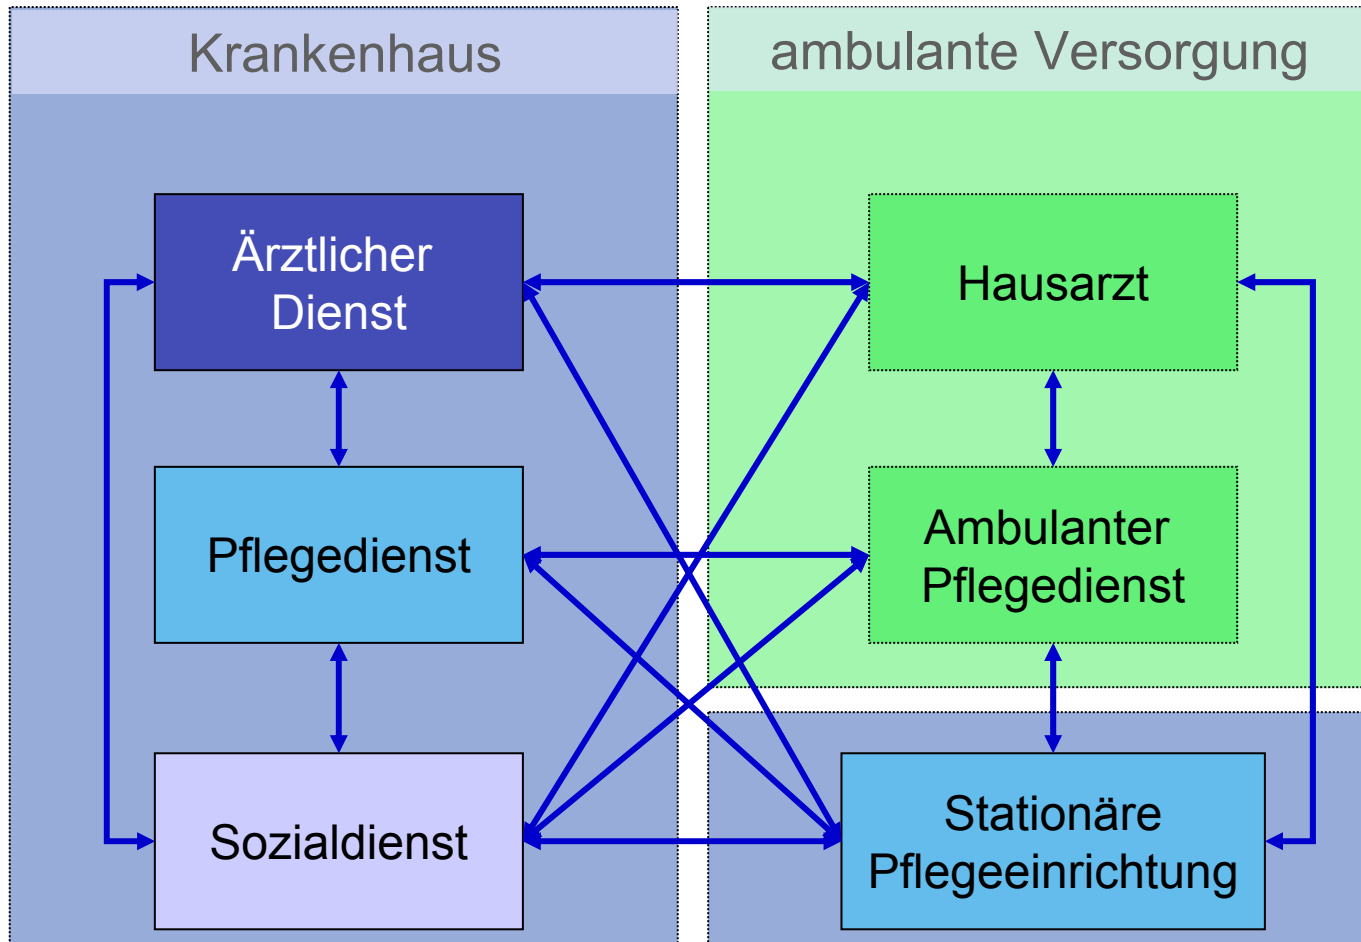 Krankenhaus
ambulante Versorgung
Ärztlicher
Dienst
Hausarzt
Pflegedienst
Ambulanter
Pflegedienst
Sozialdienst
Stationäre
Pflegeeinrichtung